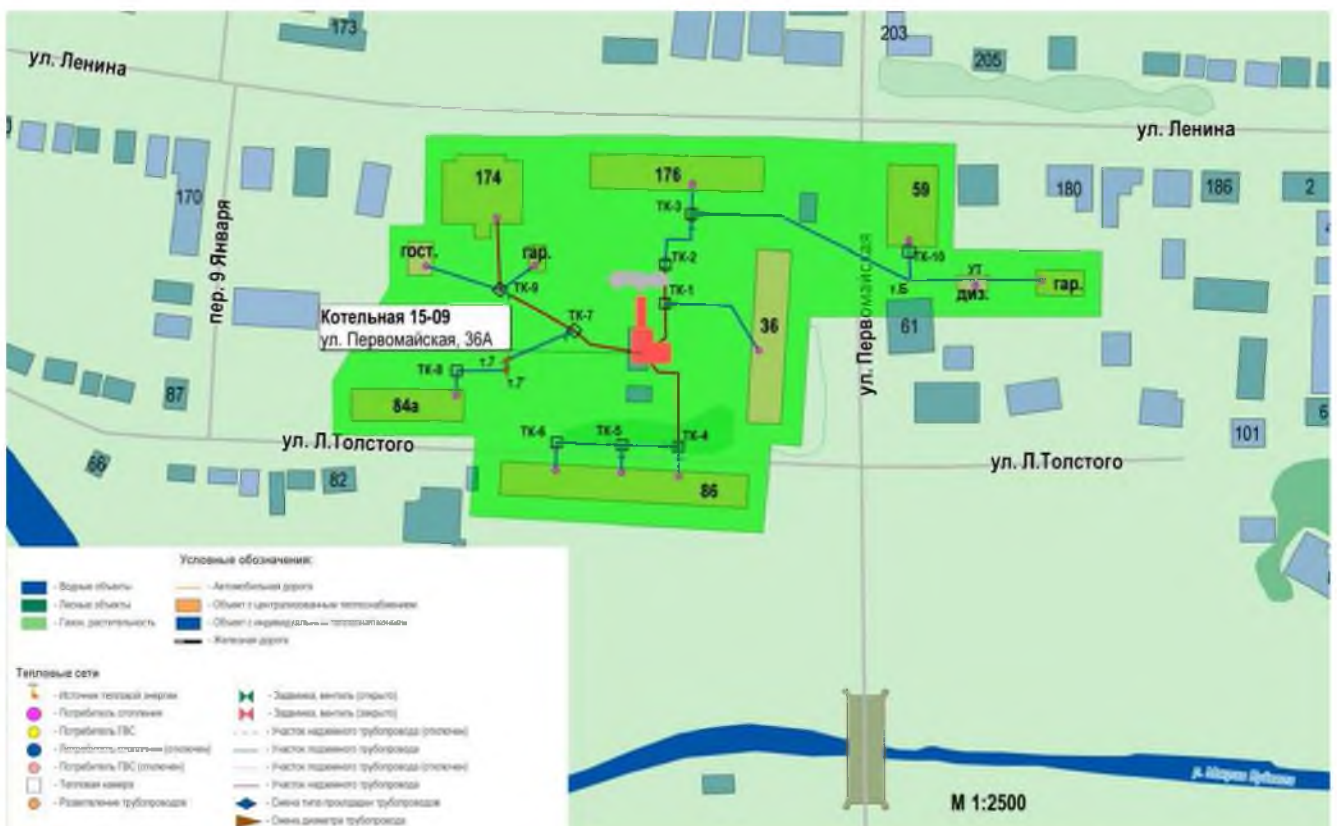 173
203
205
ул. Ленина
ул. Ленина
174
176
59
180
186
2
170
ТК-3
пер. 9 Января
гост.
гар.
ТК-2
ТК-10
УТ
т.Б
диз.
гар.
ТК-9
ТК-1
ул. Первомайская
Котельная 15-09
ул. Первомайская, 36А
ТК-7
36
61
т.7
т.7'
ТК-8
87
84а
6
101
ул. Л.Толстого
ТК-6
ТК-5
ТК-4
ул. Л.Толстого
66
82
86
Условные обозначения:
- Водные объекты
- Автомобильная дорога
- Лесные объекты
- Объект с централизованным теплоснабжением
- Газон, растительность
- Объект с индивидуальным теплоснабжением
- Железная дорога
Тепловые сети
- Источник тепловой энергии
- Задвижка, вентиль (открыто)
- Потребитель отопления
- Задвижка, вентиль (закрыто)
- Потребитель ГВС
- Участок надземного трубопровода (отключен)
- Потребитель отопления (отключен)
- Участок подземного трубопровода
- Потребитель ГВС (отключен)
- Участок подземного трубопровода (отключен)
- Тепловая камера
- Участок надземного трубопровода
- Разветвление трубопроводов
- Смена типа прокладки трубопроводов
- Смена диаметра трубопровода
М 1:2500